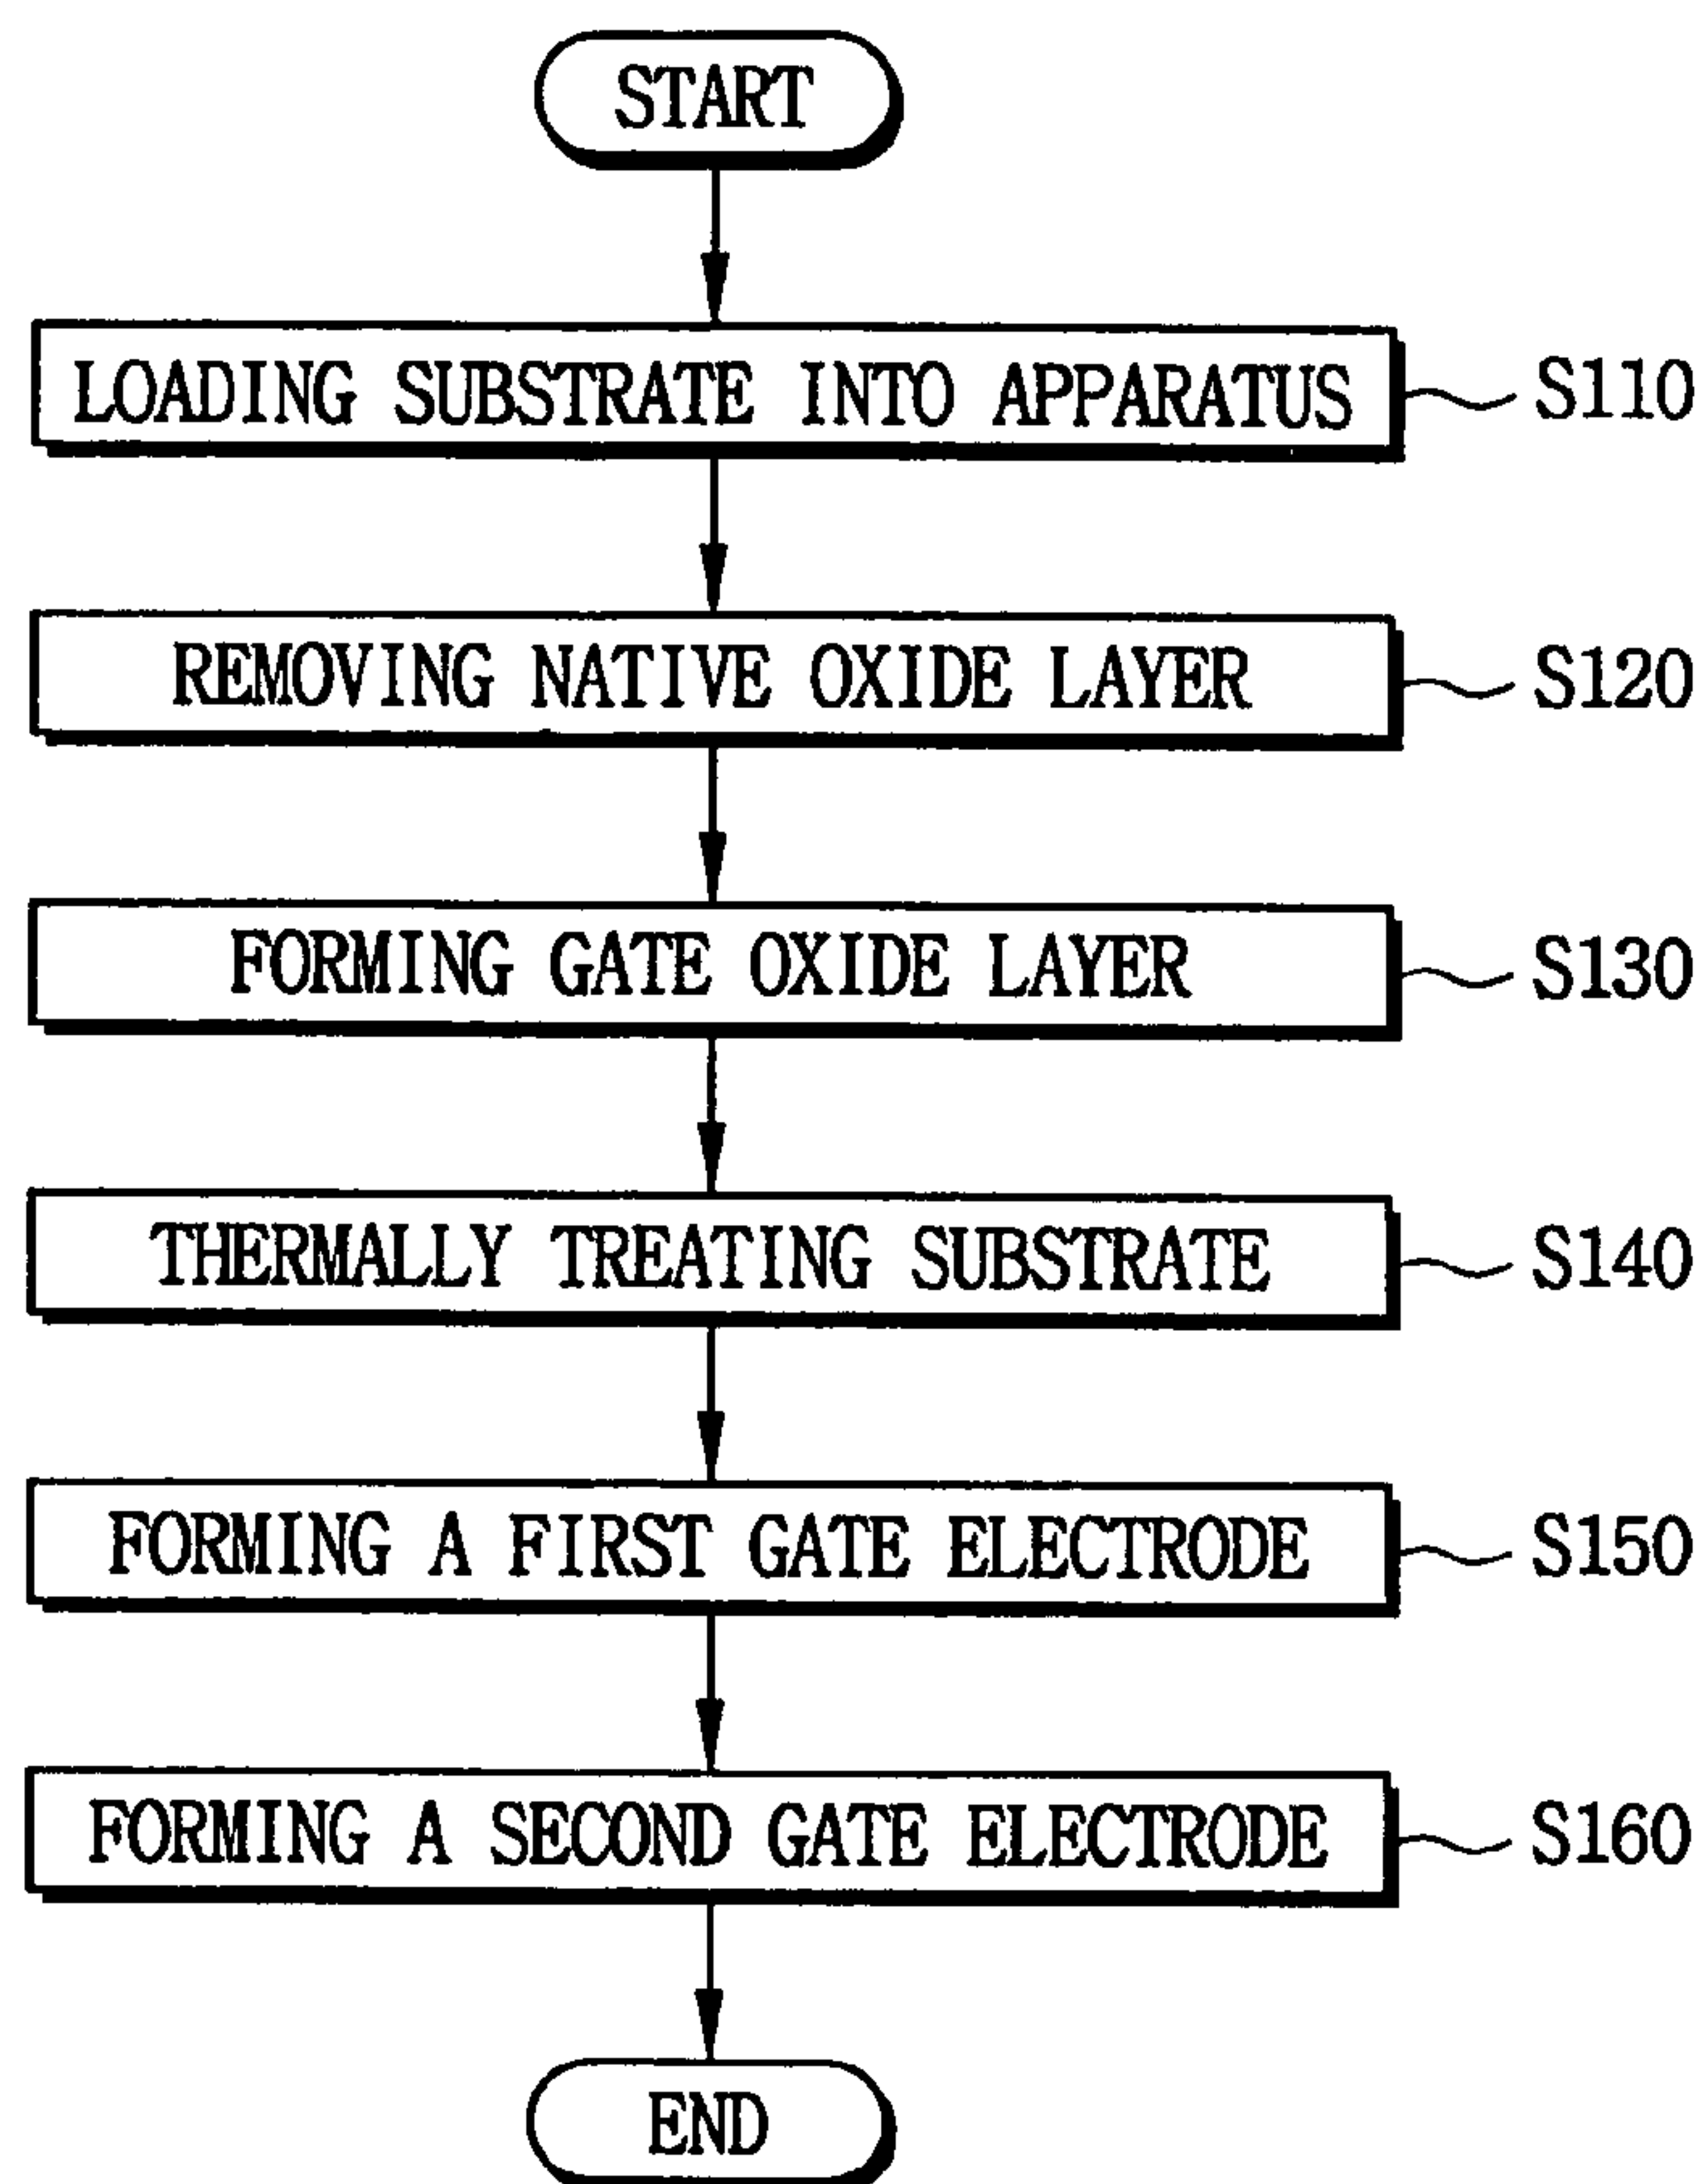 START
LOADING SUBSTRATE INTO APPARATUS S110
REMOVING NATIVE OXIDE LAYER S120
FORMING GATE OXIDE LAYER S130
THERMALLY TREATING SUBSTRATE S140
FORMING A FIRST GATE ELECTRODE S150
FORMING A SECOND GATE ELECTRODE S160
END